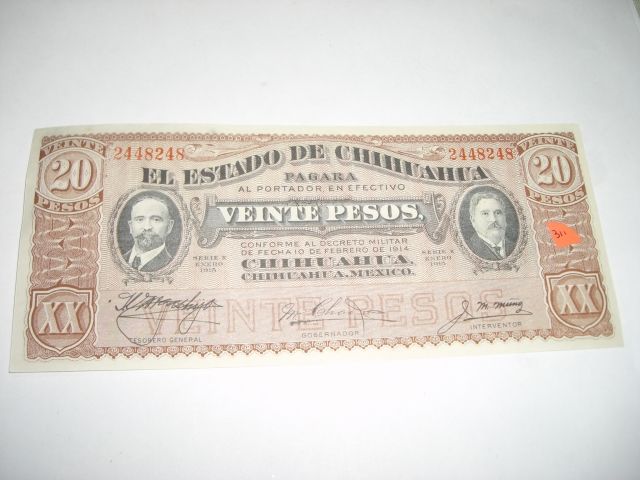 VEINTE
20
PESOS
2448248
2448248
VEINTE
20
PESOS
EL ESTADO DE CHIHUAHUA
PAGARA
AL PORTADOR EN EFECTIVO
VEINTE PESOS.
CONFORME AL DECRETO MILITAR
DE FECHA 10 DE FEBRERO DE 1914.
CHIHUAHUA.
CHIHUAHUA, MEXICO.
SERIE X
ENERO
1915
SERIE X
ENERO
1915
311
XX
VEINTE PESOS
XX
TESORERO GENERAL
GOBERNADOR
INTERVENTOR